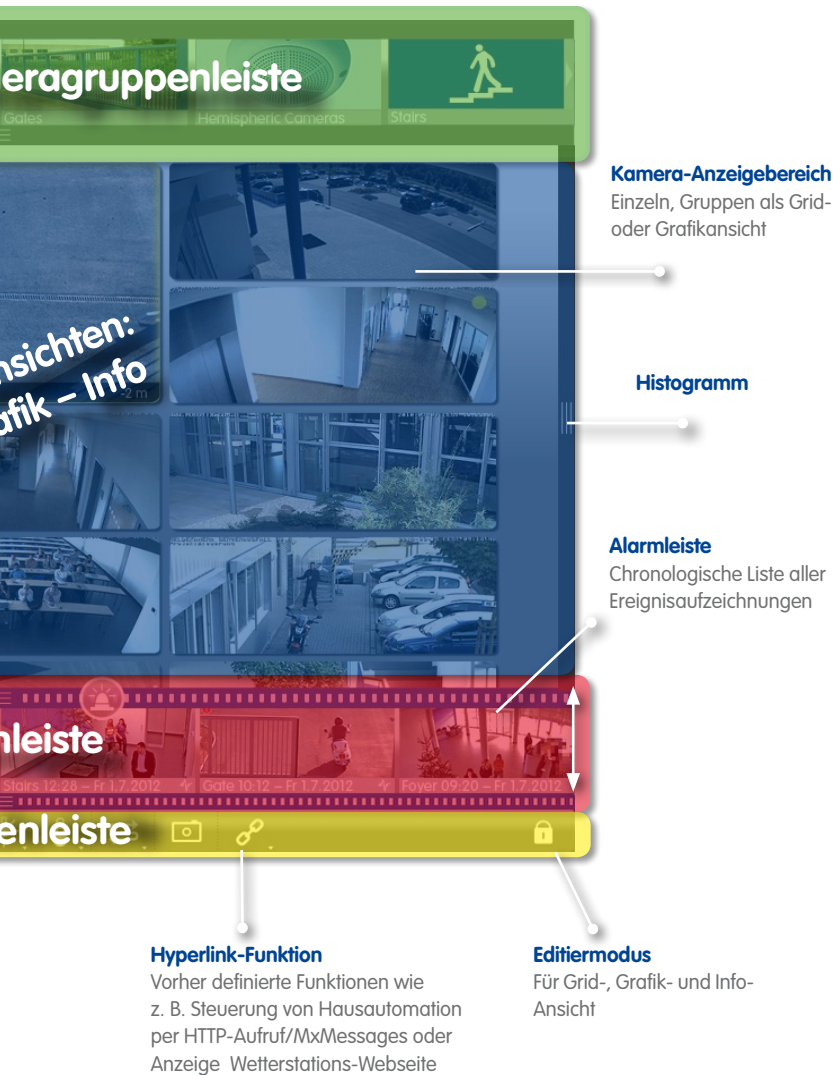 eragruppenleiste
Gates
Hemispheric Cameras
Stairs
Kamera-Anzeigebereich
Einzeln, Gruppen als Grid-
oder Grafikansicht
nsichten:
afik – Info
-2 m
Histogramm
Alarmleiste
Chronologische Liste aller
Ereignisaufzeichnungen
nleiste
Stairs 12:28 – Fr 1.7.2012
Gate 10:12 – Fr 1.7.2012
Foyer 09:20 – Fr 1.7.2012
enleiste
Hyperlink-Funktion
Vorher definierte Funktionen wie
z. B. Steuerung von Hausautomation
per HTTP-Aufruf/MxMessages oder
Anzeige Wetterstations-Webseite
Editiermodus
Für Grid-, Grafik- und Info-
Ansicht